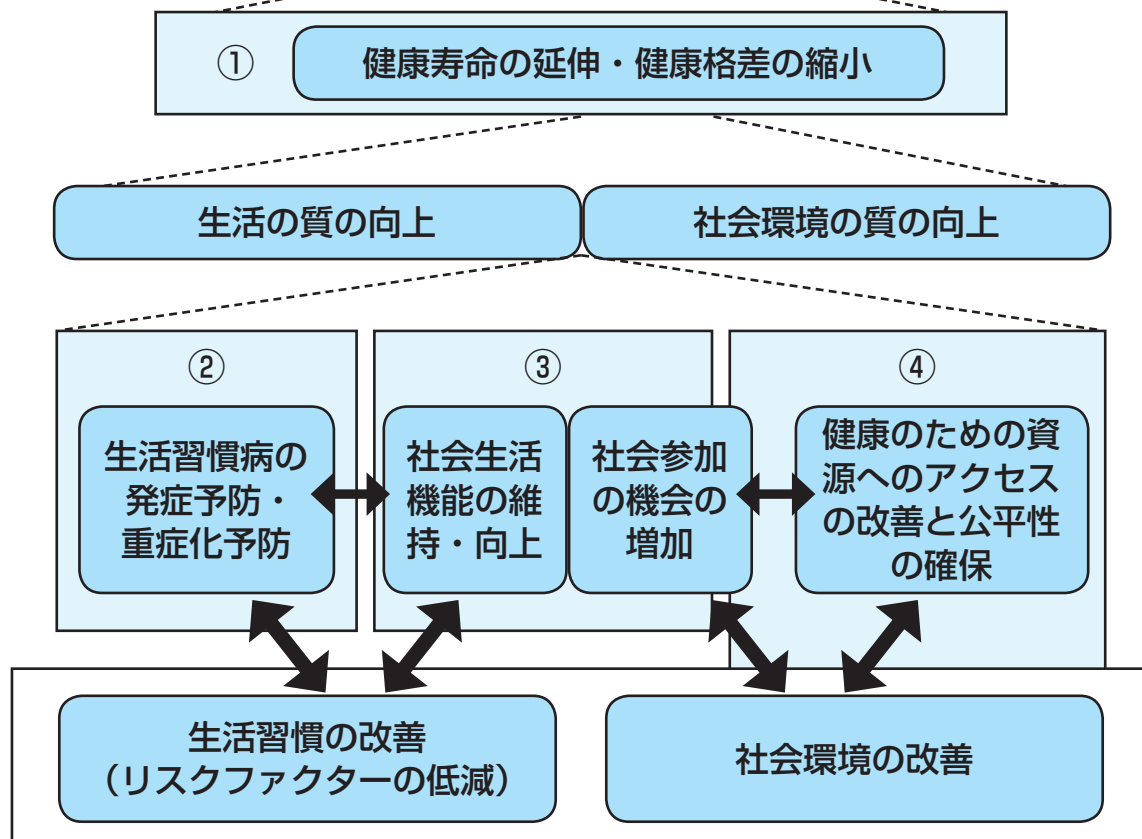 ①
健康寿命の延伸・健康格差の縮小
生活の質の向上
社会環境の質の向上
②
生活習慣病の
発症予防・
重症化予防
③
社会生活
機能の維
持・向上
社会参加
の機会の
増加
④
健康のための資
源へのアクセス
の改善と公平性
の確保
生活習慣の改善
（リスクファクターの低減）
社会環境の改善